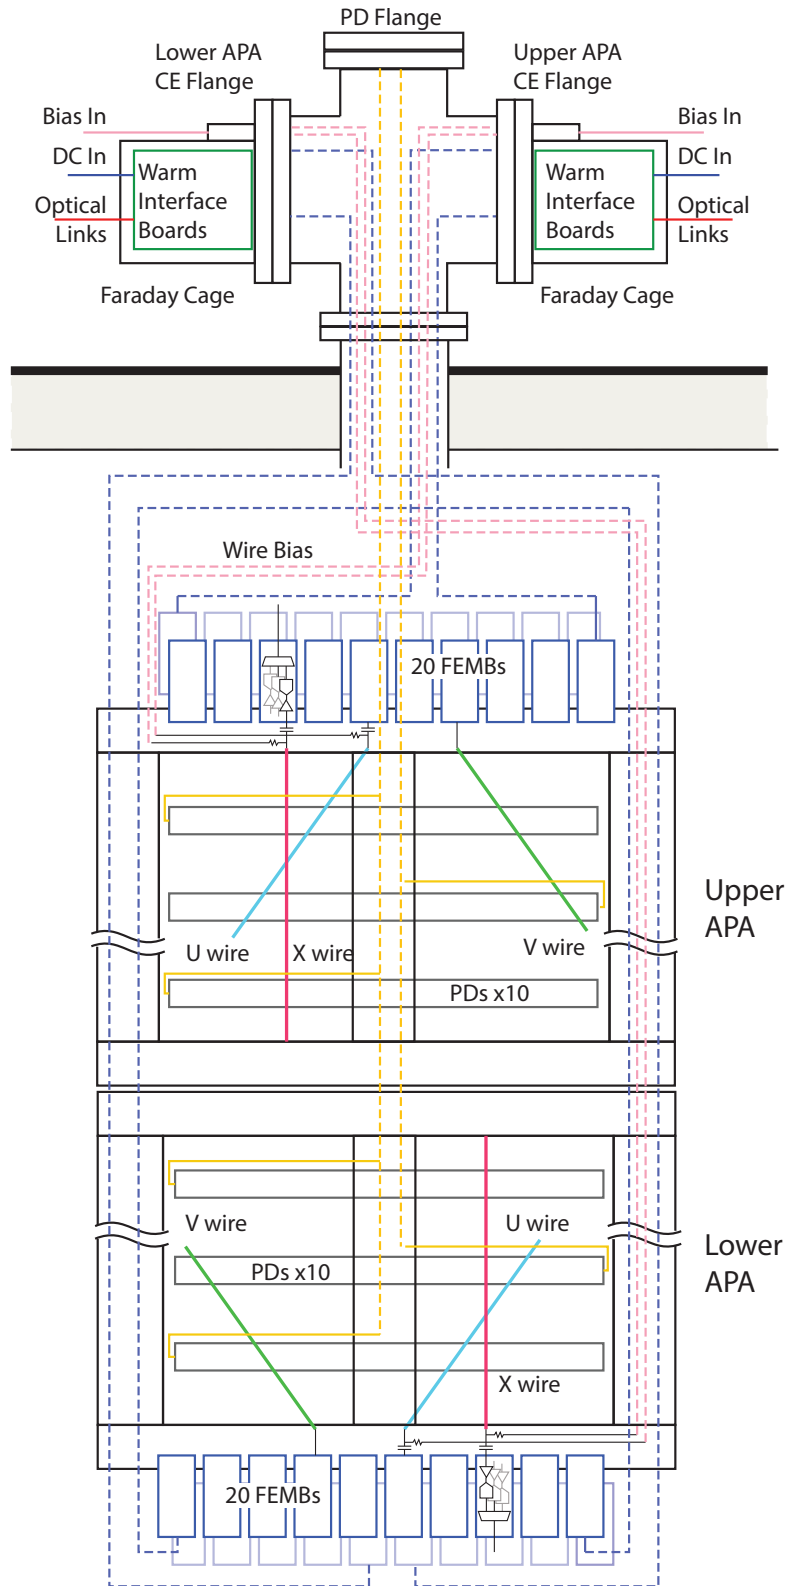 PD Flange
Lower APA
CE Flange
Upper APA
CE Flange
Bias In
Bias In
DC In
DC In
Warm
Interface
Boards
Warm
Interface
Boards
Optical
Links
Optical
Links
Faraday Cage
Faraday Cage
Wire Bias
20 FEMBs
Upper
APA
U wire
X wire
V wire
PDs x10
V wire
U wire
Lower
APA
PDs x10
X wire
20 FEMBs